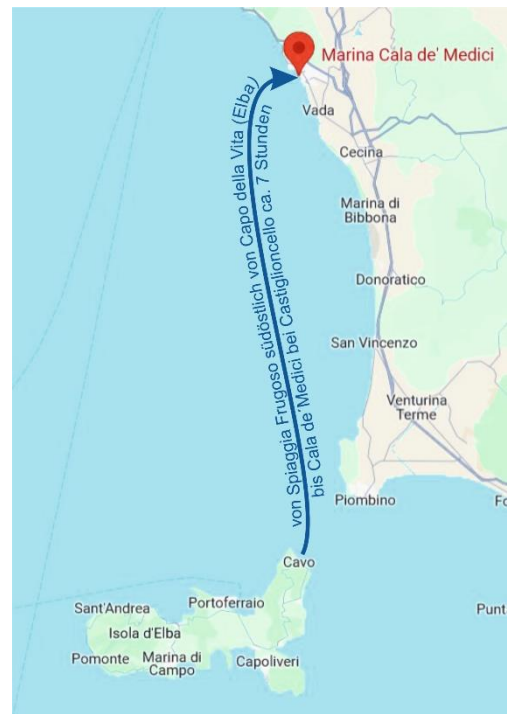 Marina Cala de' Medici
Vada
Cecina
Marina di
Bibbona
Donoratico
San Vincenzo
Venturina
Terme
Piombino
Fo
von Spiaggia Frugoso südöstlich von Capo della Vita (Elba)
bis Cala de´Medici bei Castiglioncello ca. 7 Stunden
Cavo
Sant'Andrea
Portoferraio
Punt
Isola d'Elba
Pomonte
Marina di
Campo
Capoliveri